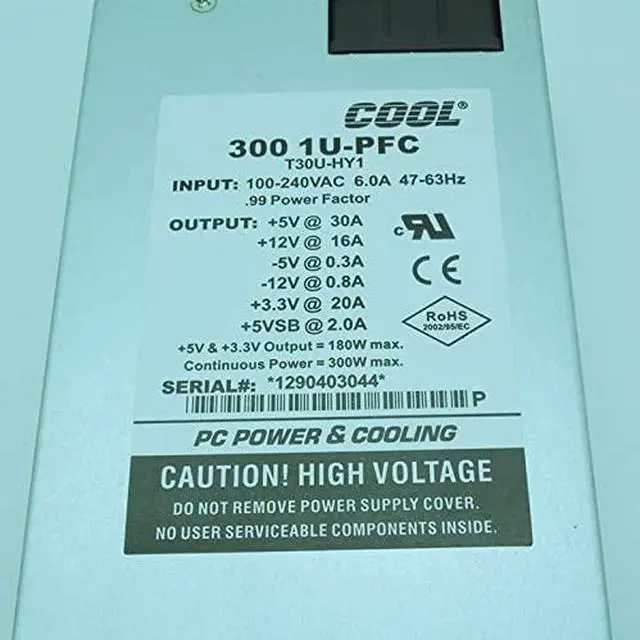 COOL®
300 1U-PFC
T30U-HY1
INPUT: 100-240VAC 6.0A 47-63Hz
.99 Power Factor
OUTPUT: +5V @ 30A
+12V @ 16A
-5V @ 0.3A
-12V @ 0.8A
+3.3V @ 20A
+5VSB @ 2.0A
c RU US
CE
RoHS
2002/95/EC
+5V & +3.3V Output = 180W max.
Continuous Power = 300W max.
SERIAL#: *1290403044*
P
PC POWER & COOLING
CAUTION! HIGH VOLTAGE
DO NOT REMOVE POWER SUPPLY COVER.
NO USER SERVICEABLE COMPONENTS INSIDE.